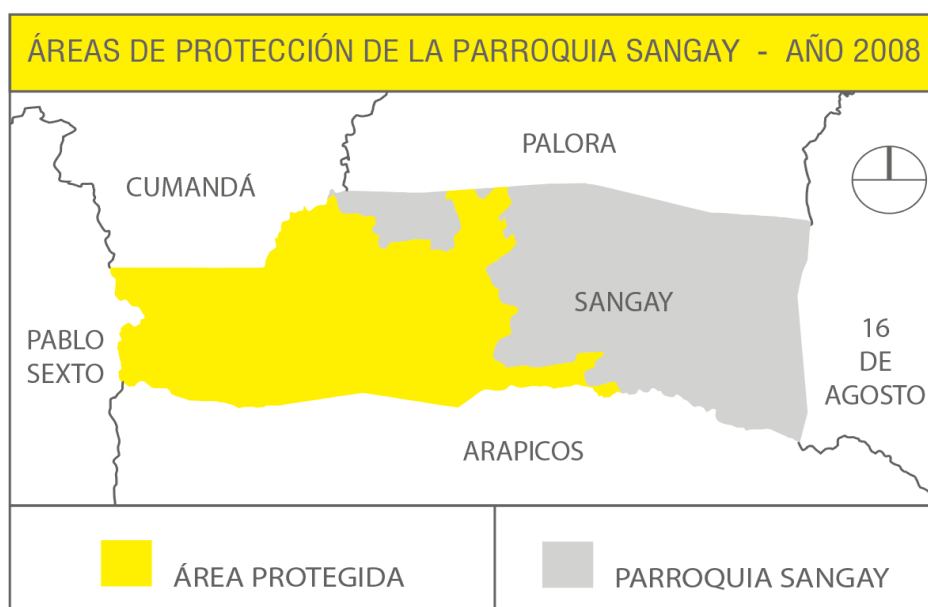 ÁREAS DE PROTECCIÓN DE LA PARROQUIA SANGAY - AÑO 2008
PALORA
CUMANDÁ
SANGAY
PABLO
SEXTO
16
DE
AGOSTO
ARAPICOS
ÁREA PROTEGIDA
PARROQUIA SANGAY